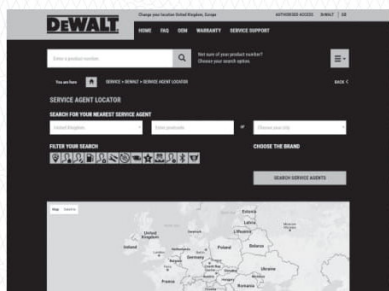 Change your location United Kingdom, Europe
AUTHORISED ACCESS DEWALT | GB
DEWALT
HOME FAQ OEM WARRANTY SERVICE SUPPORT
Enter a product number
Not sure of your product number?
Choose your search option.
You are here
SERVICE > DEWALT > SERVICE AGENT LOCATOR
BACK <
SERVICE AGENT LOCATOR
SEARCH FOR YOUR NEAREST SERVICE AGENT
United Kingdom
Enter postcode
or
Choose your city
FILTER YOUR SEARCH
CHOOSE THE BRAND
SEARCH SERVICE AGENTS
Map
Estonia
Latvia
Lithuania
United Kingdom
Ireland
Poland
Belarus
Germany
Ukraine
France
Romania